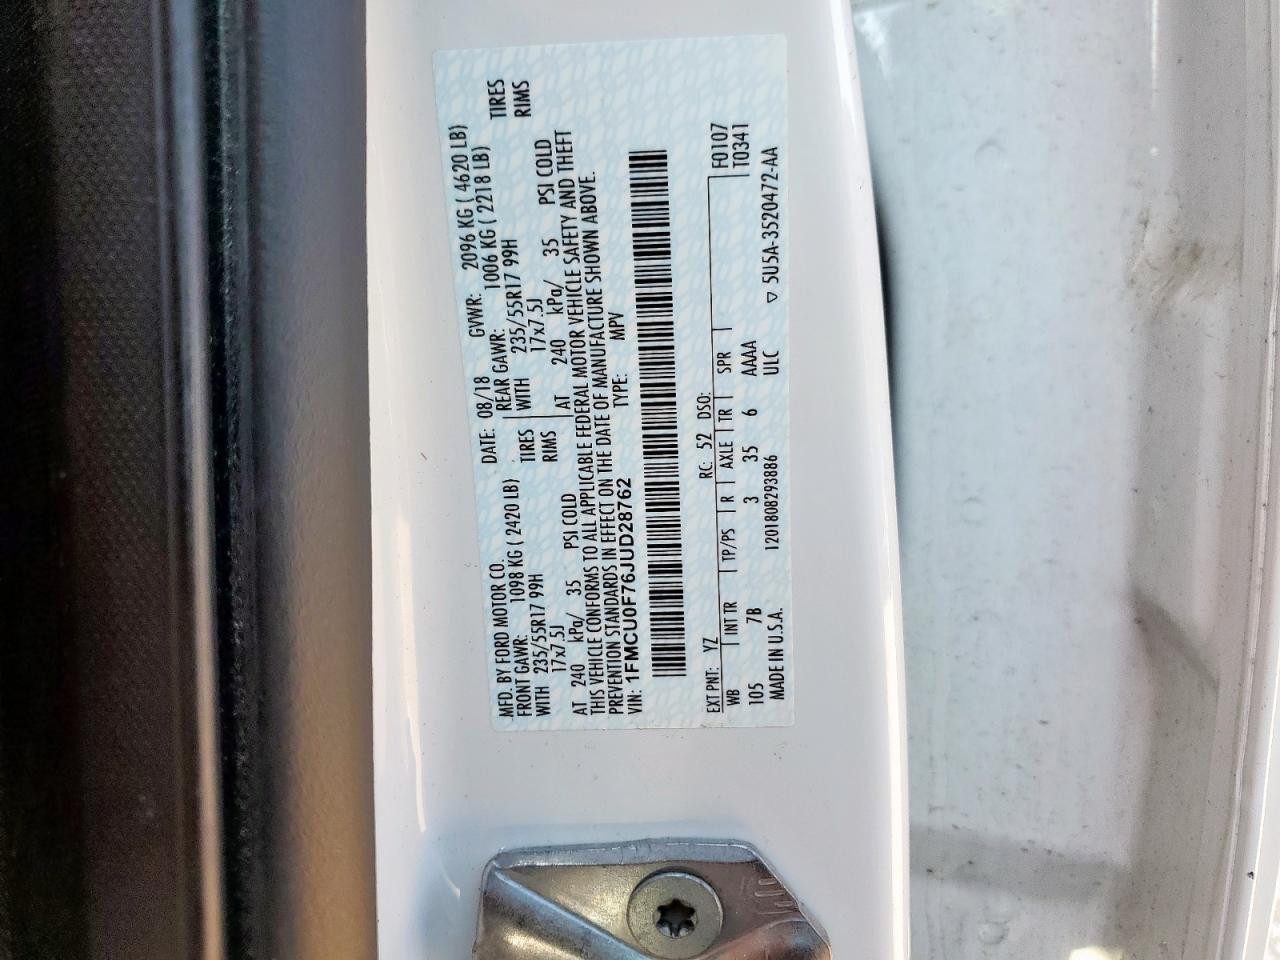 MFD. BY FORD MOTOR CO. DATE: 08/18 GVWR: 2096 KG ( 4620 LB)
FRONT GAWR: 1098 KG ( 2420 LB) REAR GAWR: 1006 KG ( 2218 LB)
WITH 235/55R17 99H TIRES WITH 235/55R17 99H TIRES
17x7.5J RIMS 17x7.5J RIMS
AT 240 kPa/ 35 PSI COLD AT 240 kPa/ 35 PSI COLD
THIS VEHICLE CONFORMS TO ALL APPLICABLE FEDERAL MOTOR VEHICLE SAFETY AND THEFT
PREVENTION STANDARDS IN EFFECT ON THE DATE OF MANUFACTURE SHOWN ABOVE.
VIN: 1FMCU0F76JUD28762 TYPE: MPV
EXT PNT: YZ RC: 52 DSO: F0107
WB INT TR TP/PS R AXLE TR SPR T0341
105 7B 3 35 6 AAAA
MADE IN U.S.A. 1201808293886 ULC ▽ 5U5A-3520472-AA